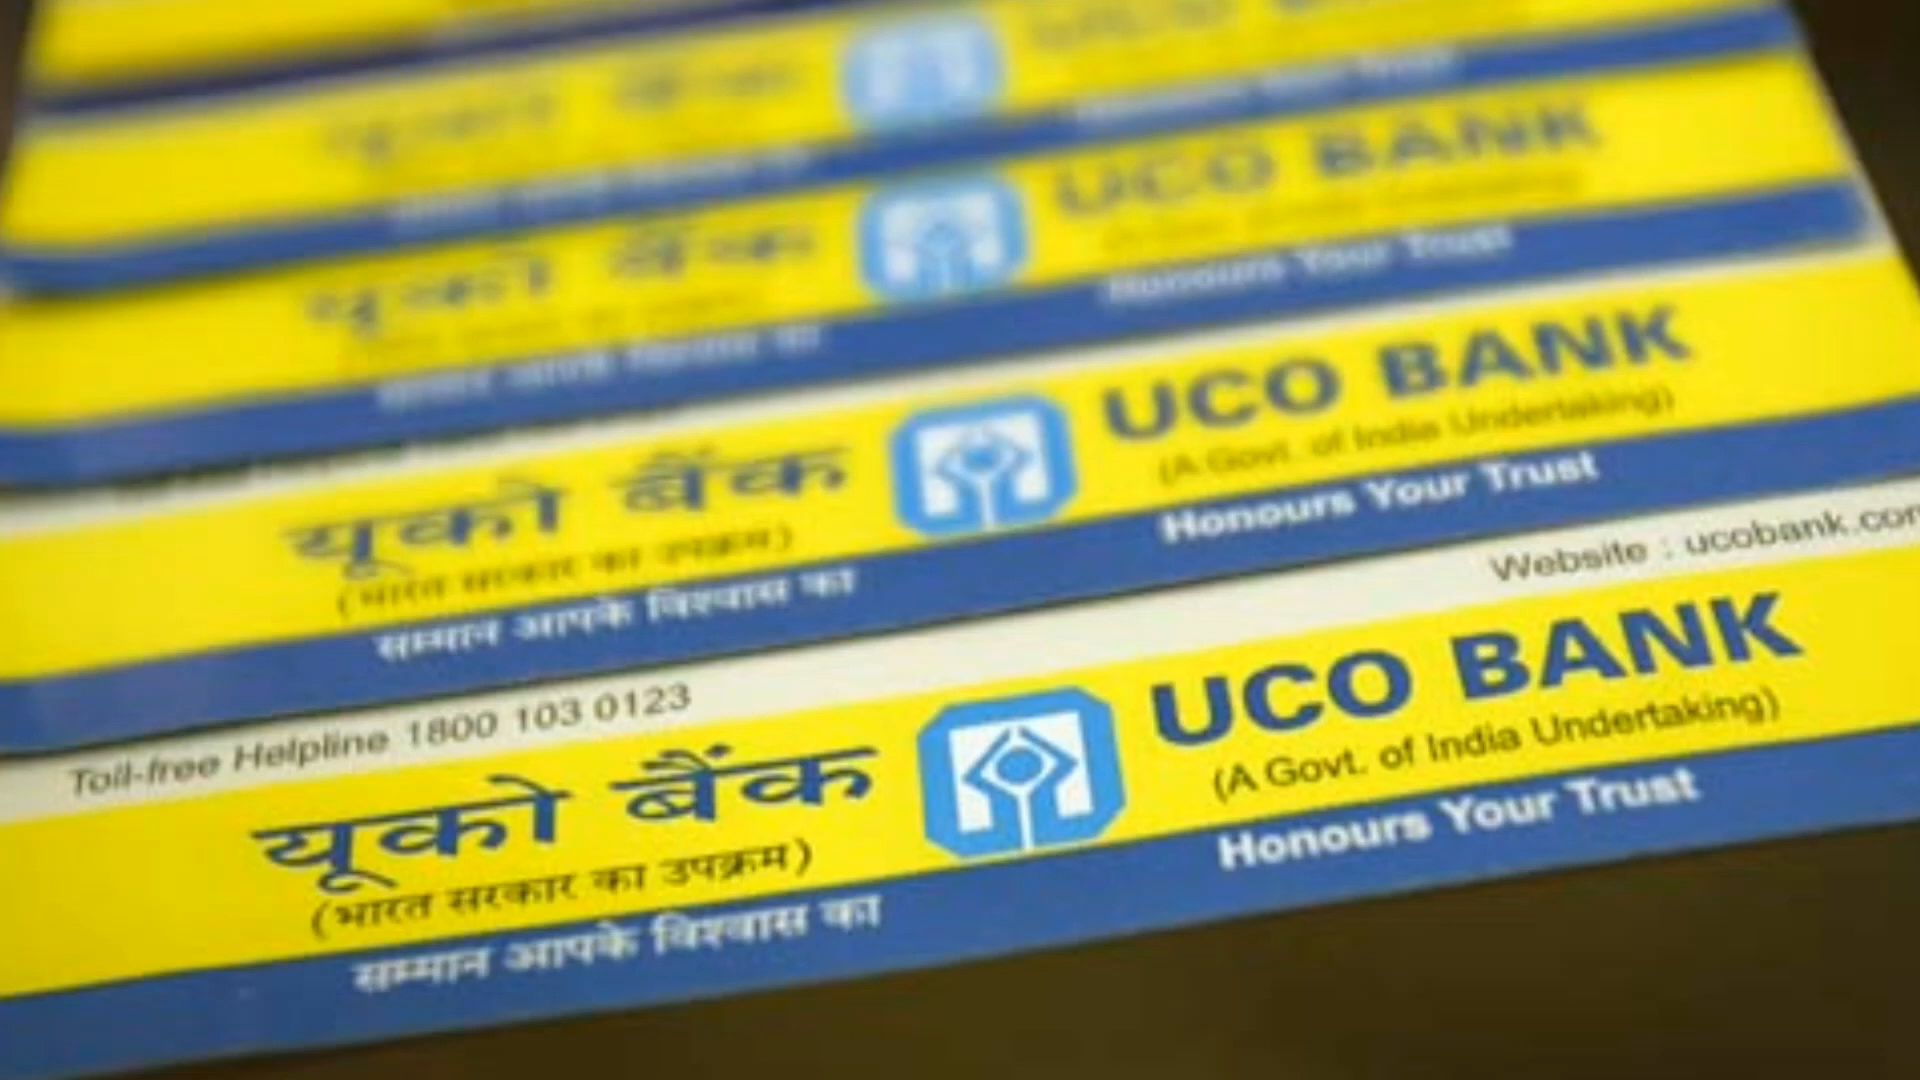 UCO BANK
Honours Your Trust
यूको बैंक
UCO BANK
(A Govt. of India Undertaking)
(भारत सरकार का उपक्रम)
Honours Your Trust
सम्मान आपके विश्वास का
Website : ucobank.com
Toll-free Helpline 1800 103 0123
यूको बैंक
UCO BANK
(A Govt. of India Undertaking)
(भारत सरकार का उपक्रम)
Honours Your Trust
सम्मान आपके विश्वास का